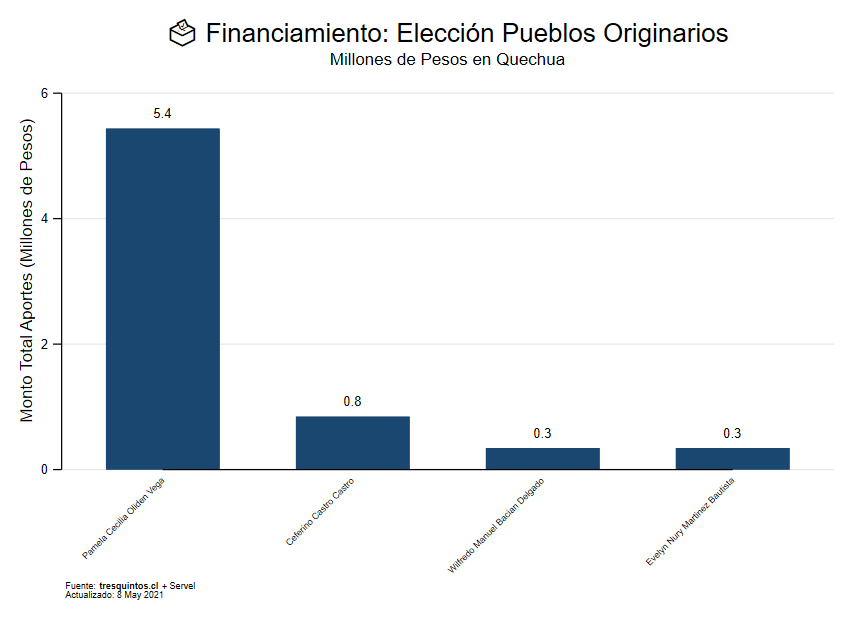 Financiamiento: Elección Pueblos Originarios
Millones de Pesos en Quechua
Monto Total Aportes (Millones de Pesos)
6
4
2
0
5.4
0.8
0.3
0.3
Pamela Cecilia Oliden Vega
Ceferino Castro Castro
Wilfredo Manuel Bacian Delgado
Evelyn Nury Martinez Bautista
Fuente: tresquintos.cl + Servel
Actualizado: 8 May 2021